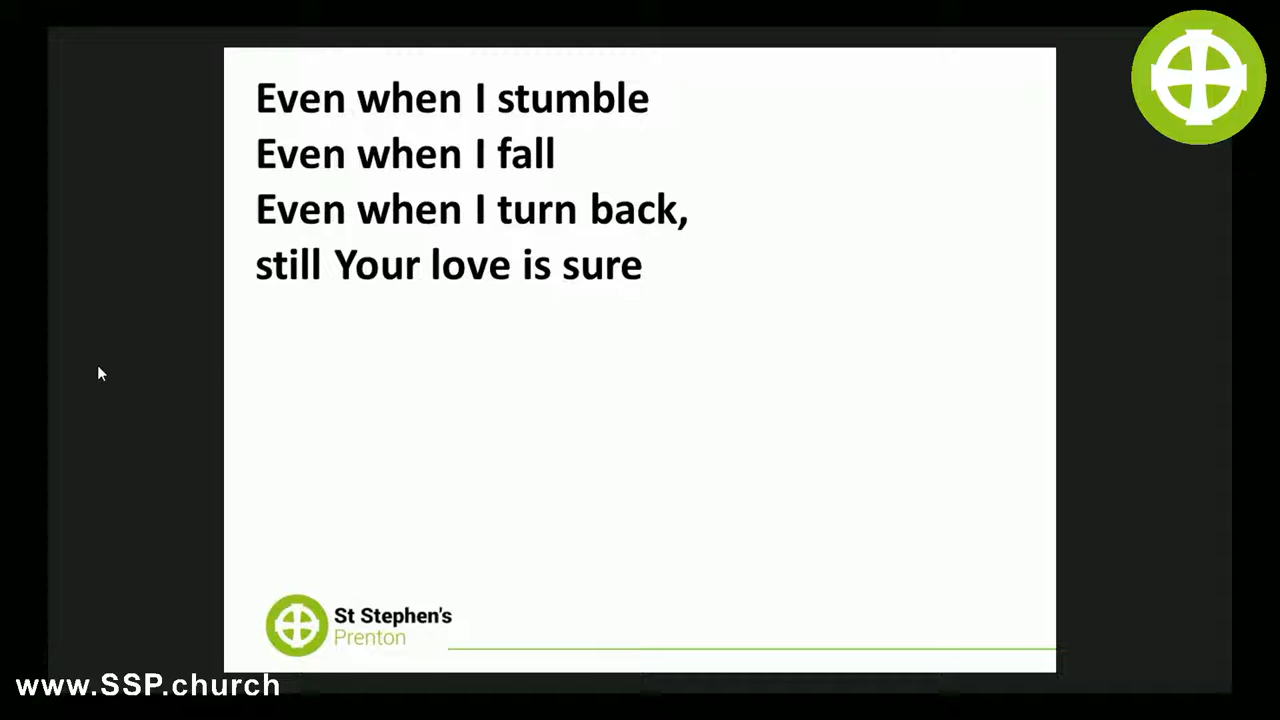 Even when I stumble
Even when I fall
Even when I turn back,
still Your love is sure
St Stephen's
Prenton
www.SSP.church